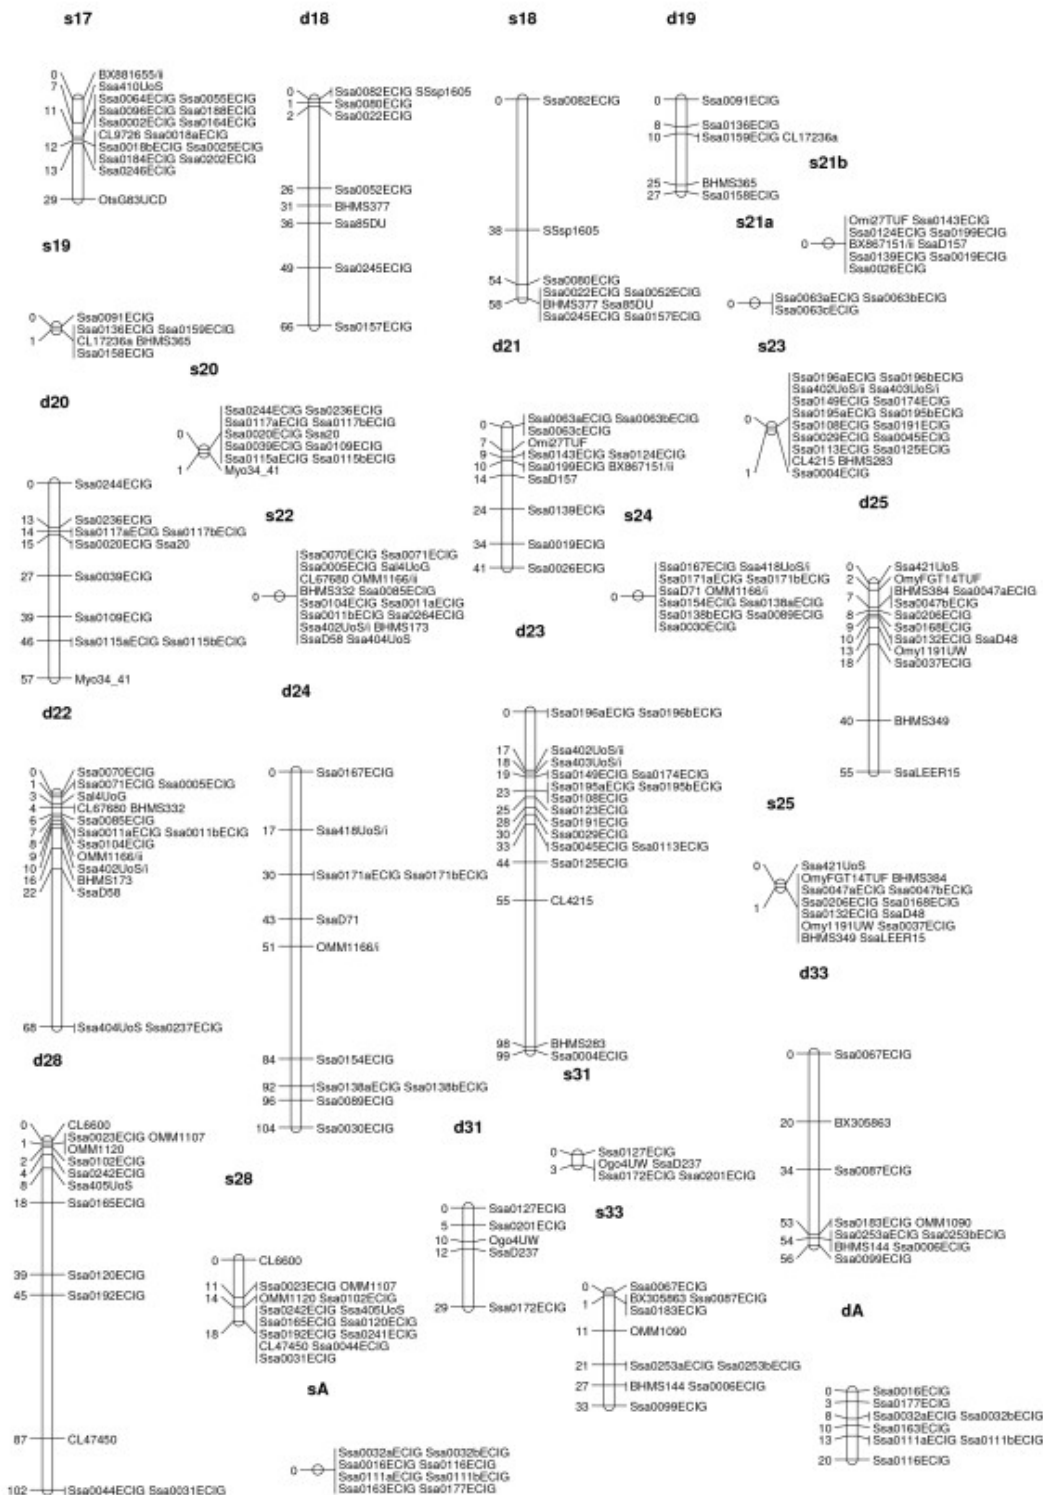 s17
0 BX881655/ii
7 Ssa410UoS
Ssa0064ECIG Ssa0055ECIG
11 Ssa0096ECIG Ssa0188ECIG
Ssa0002ECIG Ssa0164ECIG
CL9726 Ssa0018aECIG
12 Ssa0018bECIG Ssa0025ECIG
Ssa0184ECIG Ssa0202ECIG
13 Ssa0246ECIG
29 OtsG83UCD
d18
0 Ssa0082ECIG SSsp1605
1 Ssa0080ECIG
2 Ssa0022ECIG
26 Ssa0052ECIG
31 BHMS377
36 Ssa85DU
49 Ssa0245ECIG
66 Ssa0157ECIG
s18
0 Ssa0082ECIG
38 SSsp1605
54 Ssa0080ECIG
Ssa0022ECIG Ssa0052ECIG
58 BHMS377 Ssa85DU
Ssa0245ECIG Ssa0157ECIG
d19
0 Ssa0091ECIG
8 Ssa0136ECIG
10 Ssa0159ECIG CL17236a
25 BHMS365
27 Ssa0158ECIG
s21b
Omi27TUF Ssa0143ECIG
Ssa0124ECIG Ssa0199ECIG
0 BX867151/ii SsaD157
Ssa0139ECIG Ssa0019ECIG
Ssa0026ECIG
s21a
0 Ssa0063aECIG Ssa0063bECIG
Ssa0063cECIG
s19
0 Ssa0091ECIG
Ssa0136ECIG Ssa0159ECIG
1 CL17236a BHMS365
Ssa0158ECIG
s20
Ssa0244ECIG Ssa0236ECIG
Ssa0117aECIG Ssa0117bECIG
0 Ssa0020ECIG Ssa20
Ssa0039ECIG Ssa0109ECIG
Ssa0115aECIG Ssa0115bECIG
1 Myo34_41
d21
0 Ssa0063aECIG Ssa0063bECIG
Ssa0063cECIG
7 Omi27TUF
9 Ssa0143ECIG Ssa0124ECIG
10 Ssa0199ECIG BX867151/ii
14 SsaD157
24 Ssa0139ECIG
34 Ssa0019ECIG
41 Ssa0026ECIG
s23
Ssa0196aECIG Ssa0196bECIG
Ssa402UoS/ii Ssa403UoS/i
Ssa0149ECIG Ssa0174ECIG
Ssa0195aECIG Ssa0195bECIG
0 Ssa0108ECIG Ssa0191ECIG
Ssa0029ECIG Ssa0045ECIG
Ssa0113ECIG Ssa0125ECIG
CL4215 BHMS283
1 Ssa0004ECIG
d20
0 Ssa0244ECIG
13 Ssa0236ECIG
14 Ssa0117aECIG Ssa0117bECIG
15 Ssa0020ECIG Ssa20
27 Ssa0039ECIG
39 Ssa0109ECIG
46 Ssa0115aECIG Ssa0115bECIG
57 Myo34_41
s22
Ssa0070ECIG Ssa0071ECIG
Ssa0005ECIG Sal4UoG
CL67680 OMM1166/ii
0 BHMS332 Ssa0085ECIG
Ssa0104ECIG Ssa0011aECIG
Ssa0011bECIG Ssa0264ECIG
Ssa402UoS/i BHMS173
SsaD58 Ssa404UoS
s24
Ssa0167ECIG Ssa418UoS/i
Ssa0171aECIG Ssa0171bECIG
0 SsaD71 OMM1166/i
Ssa0154ECIG Ssa0138aECIG
Ssa0138bECIG Ssa0089ECIG
Ssa0030ECIG
d25
0 Ssa421UoS
2 OmyFGT14TUF
7 BHMS384 Ssa0047aECIG
Ssa0047bECIG
8 Ssa0206ECIG
9 Ssa0168ECIG
10 Ssa0132ECIG SsaD48
13 Omy1191UW
18 Ssa0037ECIG
40 BHMS349
55 SsaLEER15
d22
0 Ssa0070ECIG
1 Ssa0071ECIG Ssa0005ECIG
3 Sal4UoG
4 CL67680 BHMS332
6 Ssa0085ECIG
7 Ssa0011aECIG Ssa0011bECIG
8 Ssa0104ECIG
9 OMM1166/ii
10 Ssa402UoS/i
16 BHMS173
22 SsaD58
68 Ssa404UoS Ssa0237ECIG
d24
0 Ssa0167ECIG
17 Ssa418UoS/i
30 Ssa0171aECIG Ssa0171bECIG
43 SsaD71
51 OMM1166/i
84 Ssa0154ECIG
92 Ssa0138aECIG Ssa0138bECIG
96 Ssa0089ECIG
104 Ssa0030ECIG
d23
0 Ssa0196aECIG Ssa0196bECIG
17 Ssa402UoS/ii
18 Ssa403UoS/i
19 Ssa0149ECIG Ssa0174ECIG
23 Ssa0195aECIG Ssa0195bECIG
Ssa0108ECIG
25 Ssa0123ECIG
28 Ssa0191ECIG
30 Ssa0029ECIG
33 Ssa0045ECIG Ssa0113ECIG
44 Ssa0125ECIG
55 CL4215
98 BHMS283
99 Ssa0004ECIG
s25
0 Ssa421UoS
OmyFGT14TUF BHMS384
Ssa0047aECIG Ssa0047bECIG
1 Ssa0206ECIG Ssa0168ECIG
Ssa0132ECIG SsaD48
Omy1191UW Ssa0037ECIG
BHMS349 SsaLEER15
d33
0 Ssa0067ECIG
20 BX305863
34 Ssa0087ECIG
53 Ssa0183ECIG OMM1090
54 Ssa0253aECIG Ssa0253bECIG
BHMS144 Ssa0006ECIG
56 Ssa0099ECIG
d28
0 CL6600
1 Ssa0023ECIG OMM1107
OMM1120
2 Ssa0102ECIG
4 Ssa0242ECIG
8 Ssa405UoS
18 Ssa0165ECIG
39 Ssa0120ECIG
45 Ssa0192ECIG
87 CL47450
102 Ssa0044ECIG Ssa0031ECIG
s28
0 CL6600
11 Ssa0023ECIG OMM1107
14 OMM1120 Ssa0102ECIG
Ssa0242ECIG Ssa405UoS
Ssa0165ECIG Ssa0120ECIG
18 Ssa0192ECIG Ssa0241ECIG
CL47450 Ssa0044ECIG
Ssa0031ECIG
d31
0 Ssa0127ECIG
5 Ssa0201ECIG
10 Ogo4UW
12 SsaD237
29 Ssa0172ECIG
s31
0 Ssa0127ECIG
3 Ogo4UW SsaD237
Ssa0172ECIG Ssa0201ECIG
s33
0 Ssa0067ECIG
1 BX305863 Ssa0087ECIG
Ssa0183ECIG
11 OMM1090
21 Ssa0253aECIG Ssa0253bECIG
27 BHMS144 Ssa0006ECIG
33 Ssa0099ECIG
sA
Ssa0032aECIG Ssa0032bECIG
0 Ssa0016ECIG Ssa0116ECIG
Ssa0111aECIG Ssa0111bECIG
Ssa0163ECIG Ssa0177ECIG
dA
0 Ssa0016ECIG
3 Ssa0177ECIG
8 Ssa0032aECIG Ssa0032bECIG
10 Ssa0163ECIG
13 Ssa0111aECIG Ssa0111bECIG
20 Ssa0116ECIG